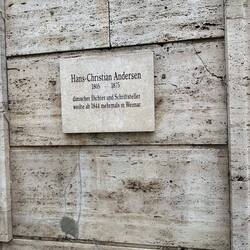 Hans-Christian Andersen
1805 - 1875
dänischer Dichter und Schriftsteller
weilte ab 1844 mehrmals in Weimar